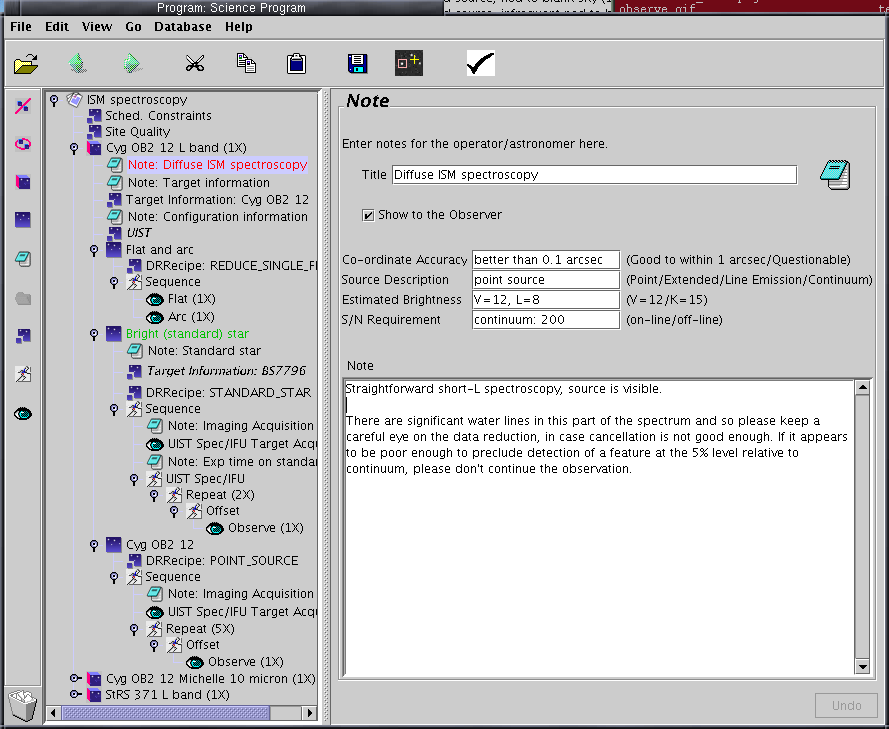 Program: Science Program
observe.gif
File Edit View Go Database Help
ISM spectroscopy
Sched. Constraints
Site Quality
Cyg OB2 12 L band (1X)
Note: Diffuse ISM spectroscopy
Note: Target information
Target Information: Cyg OB2 12
Note: Configuration information
UIST
Flat and arc
DRRecipe: REDUCE_SINGLE_F
Sequence
Flat (1X)
Arc (1X)
Bright (standard) star
Note: Standard star
Target Information: BS7796
DRRecipe: STANDARD_STAR
Sequence
Note: Imaging Acquisition
UIST Spec/IFU Target Acqu
Note: Exp time on standa
UIST Spec/IFU
Repeat (2X)
Offset
Observe (1X)
Cyg OB2 12
DRRecipe: POINT_SOURCE
Sequence
Note: Imaging Acquisition
UIST Spec/IFU Target Acqu
Repeat (5X)
Offset
Observe (1X)
Cyg OB2 12 Michelle 10 micron (1X)
StRS 371 L band (1X)
Note
Enter notes for the operator/astronomer here.
Title Diffuse ISM spectroscopy
Show to the Observer
Co-ordinate Accuracy better than 0.1 arcsec (Good to within 1 arcsec/Questionable)
Source Description point source (Point/Extended/Line Emission/Continuum)
Estimated Brightness V=12, L=8 (V=12/K=15)
S/N Requirement continuum: 200 (on-line/off-line)
Note
Straightforward short-L spectroscopy, source is visible.
There are significant water lines in this part of the spectrum and so please keep a
careful eye on the data reduction, in case cancellation is not good enough. If it appears
to be poor enough to preclude detection of a feature at the 5% level relative to
continuum, please don't continue the observation.
Undo